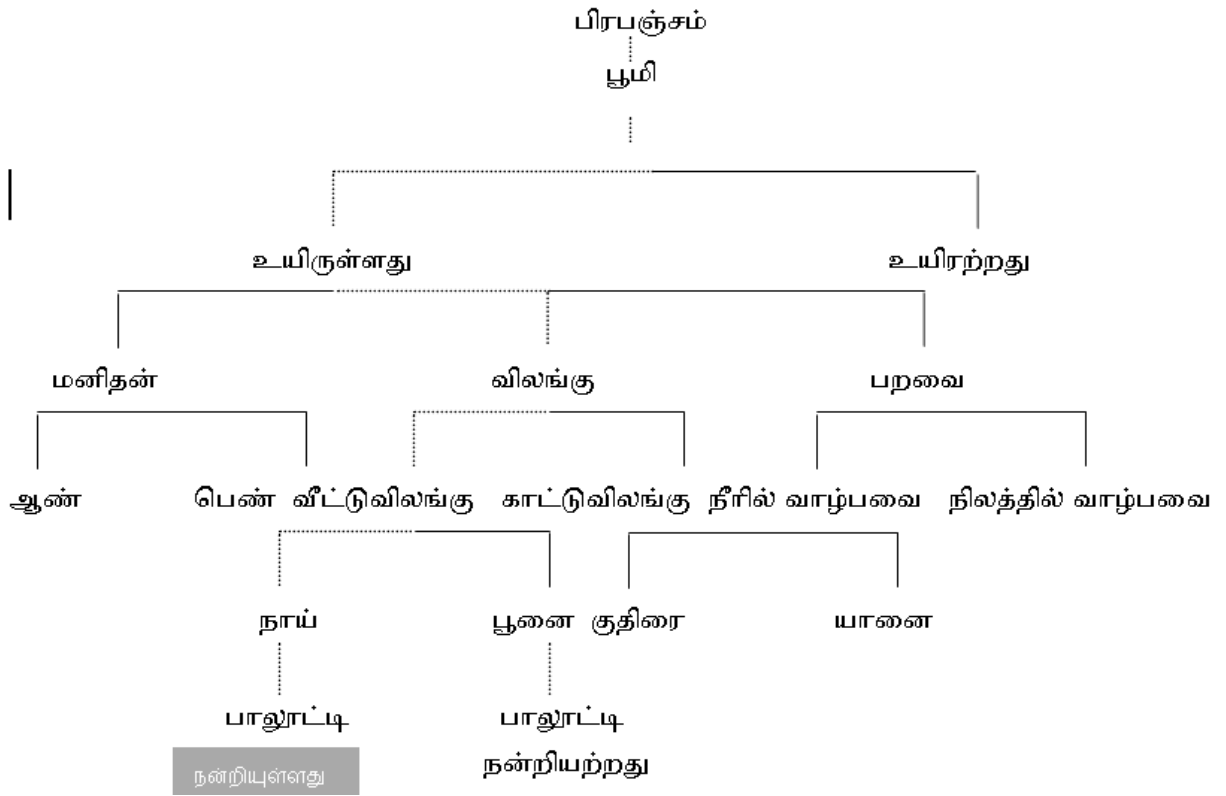 பிரபஞ்சம்
பூமி
உயிருள்ளது உயிரற்றது
மனிதன் விலங்கு பறவை
ஆண் பெண் வீட்டுவிலங்கு காட்டுவிலங்கு நீரில் வாழ்பவை நிலத்தில் வாழ்பவை
நாய் பூனை குதிரை யானை
பாலூட்டி பாலூட்டி
நன்றியுள்ளது நன்றியற்றது